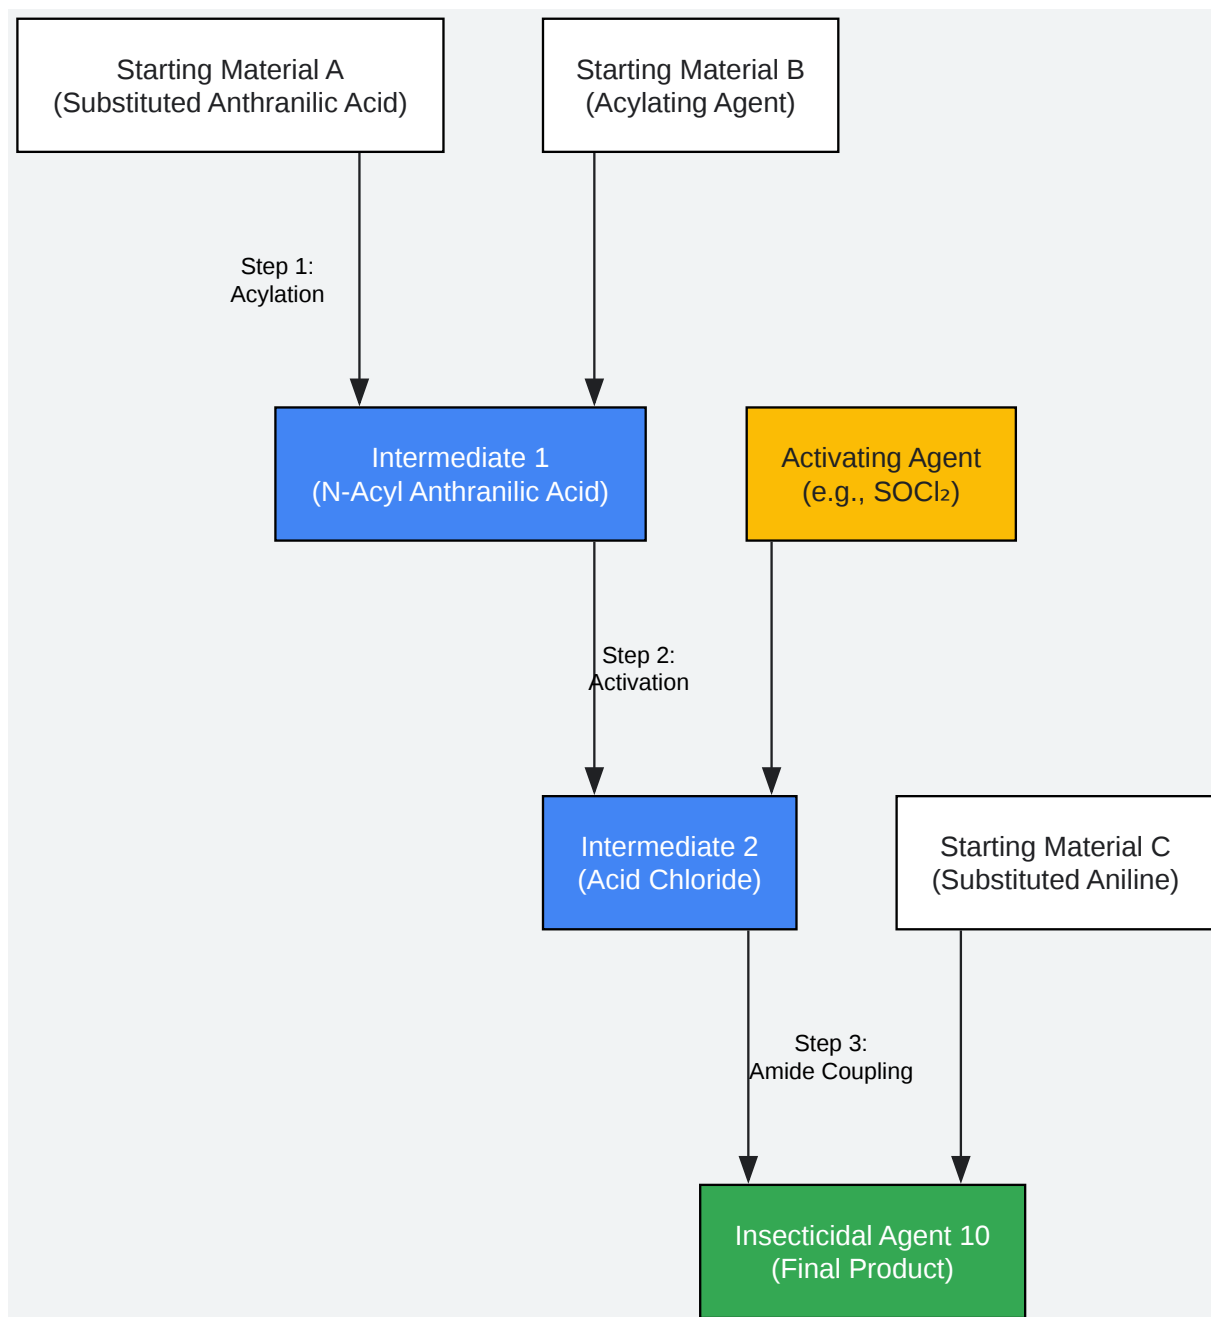 Starting Material A
(Substituted Anthranilic Acid)
Starting Material B
(Acylating Agent)
Step 1:
Acylation
Intermediate 1
(N-Acyl Anthranilic Acid)
Activating Agent
(e.g., SOCl₂)
Step 2:
Activation
Intermediate 2
(Acid Chloride)
Starting Material C
(Substituted Aniline)
Step 3:
Amide Coupling
Insecticidal Agent 10
(Final Product)